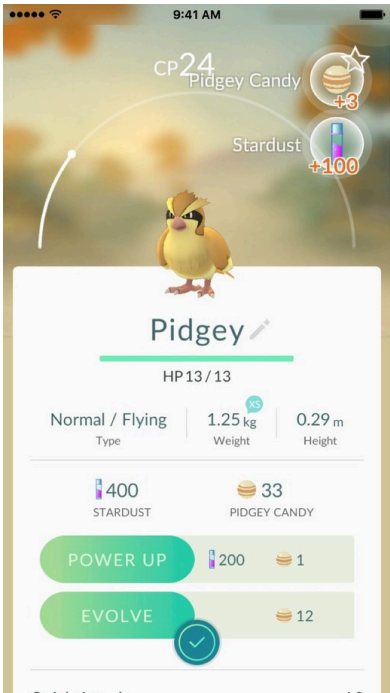 9:41 AM
CP24
Pidgey Candy
+3
Stardust
+100
Pidgey
HP 13 / 13
XS
Normal / Flying
1.25 kg
0.29 m
Type
Weight
Height
400
33
STARDUST
PIDGEY CANDY
POWER UP
200
1
EVOLVE
12